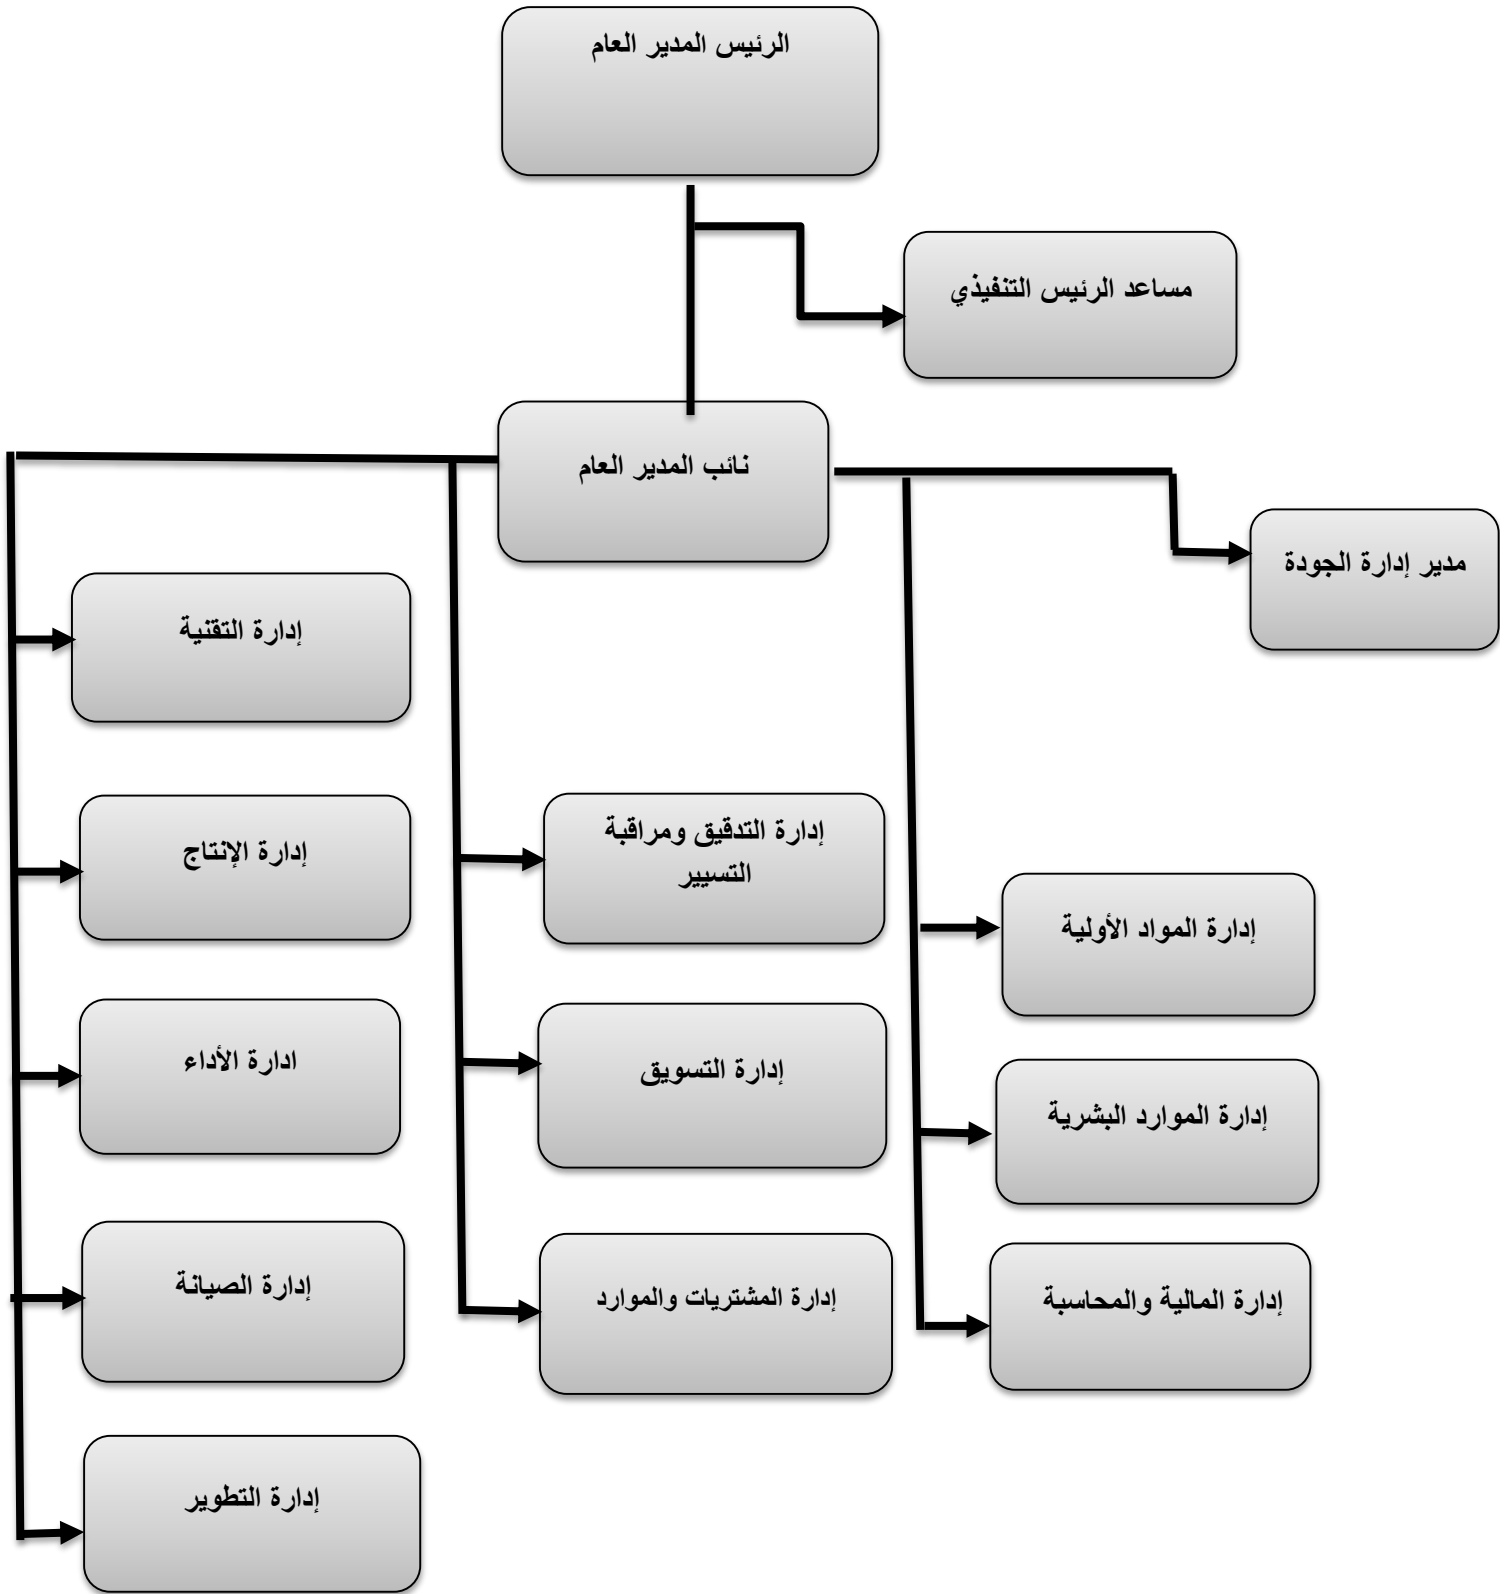 الرئيس المدير العام
مساعد الرئيس التنفيذي
نائب المدير العام
مدير إدارة الجودة
إدارة المواد الأولية
إدارة الموارد البشرية
إدارة المالية والمحاسبة
إدارة التدقيق ومراقبة
التسيير
إدارة التسويق
إدارة المشتريات والموارد
إدارة التقنية
إدارة الإنتاج
ادارة الأداء
إدارة الصيانة
إدارة التطوير